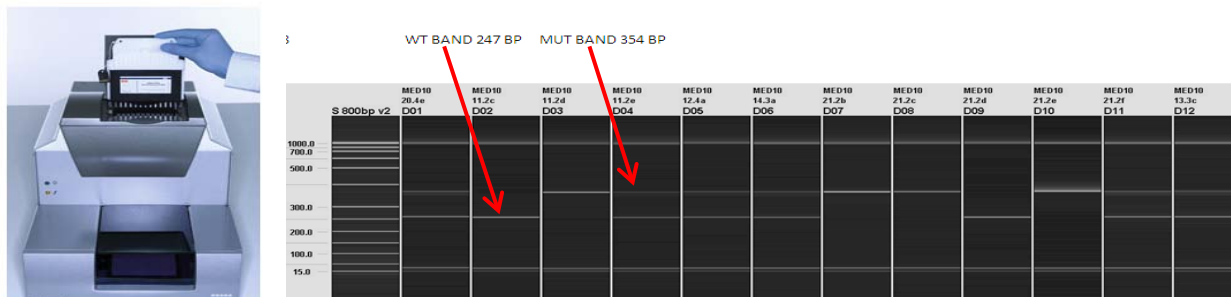 3
WT BAND 247 BP MUT BAND 354 BP
MED10 MED10 MED10 MED10 MED10 MED10 MED10 MED10 MED10 MED10 MED10 MED10
20.4e 11.2c 11.2d 11.2e 12.4a 14.3a 21.2b 21.2c 21.2d 21.2e 21.2f 13.3c
S 800bp v2 D01 D02 D03 D04 D05 D06 D07 D08 D09 D10 D11 D12
1000.0
700.0
500.0
300.0
200.0
100.0
15.0